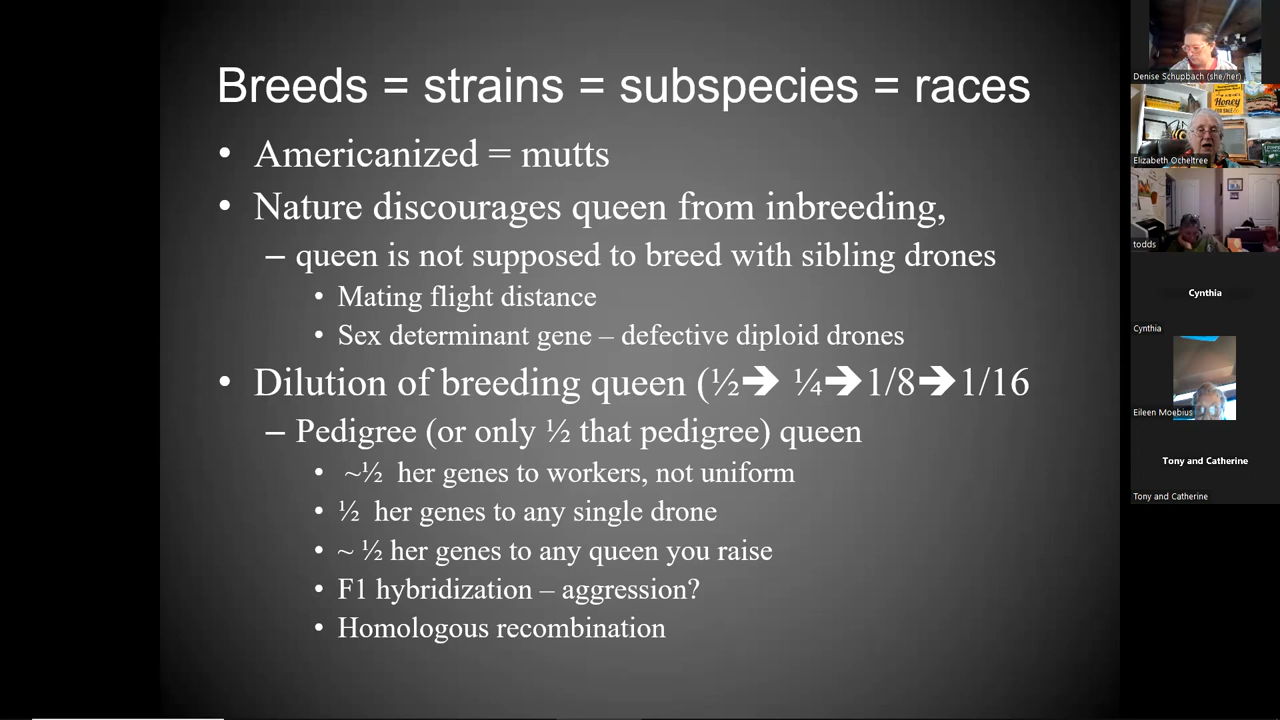 Breeds = strains = subspecies = races
• Americanized = mutts
• Nature discourages queen from inbreeding,
– queen is not supposed to breed with sibling drones
• Mating flight distance
• Sex determinant gene – defective diploid drones
• Dilution of breeding queen (½➔ ¼➔1/8➔1/16
– Pedigree (or only ½ that pedigree) queen
• ~½ her genes to workers, not uniform
• ½ her genes to any single drone
• ~ ½ her genes to any queen you raise
• F1 hybridization – aggression?
• Homologous recombination
Denise Schupbach (she/her)
Honey
FOR SALE
Elizabeth Ocheltree
todds
Cynthia
Cynthia
Eileen Moebius
Tony and Catherine
Tony and Catherine